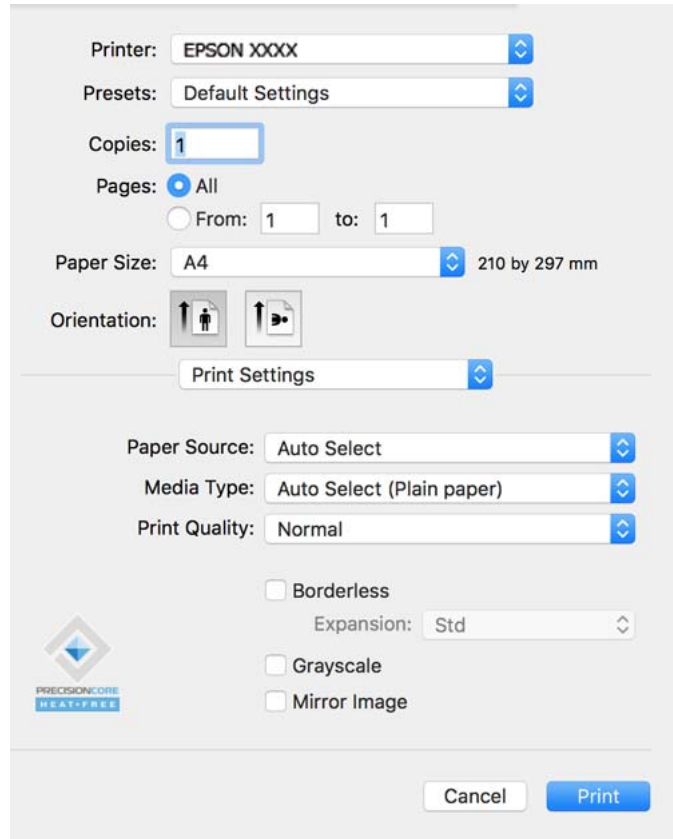 Printer: EPSON XXXX
Presets: Default Settings
Copies: 1
Pages: All
From: 1 to: 1
Paper Size: A4 210 by 297 mm
Orientation:
Print Settings
Paper Source: Auto Select
Media Type: Auto Select (Plain paper)
Print Quality: Normal
Borderless
Expansion: Std
Grayscale
PRECISIONCORE
HEAT•FREE
Mirror Image
Cancel Print